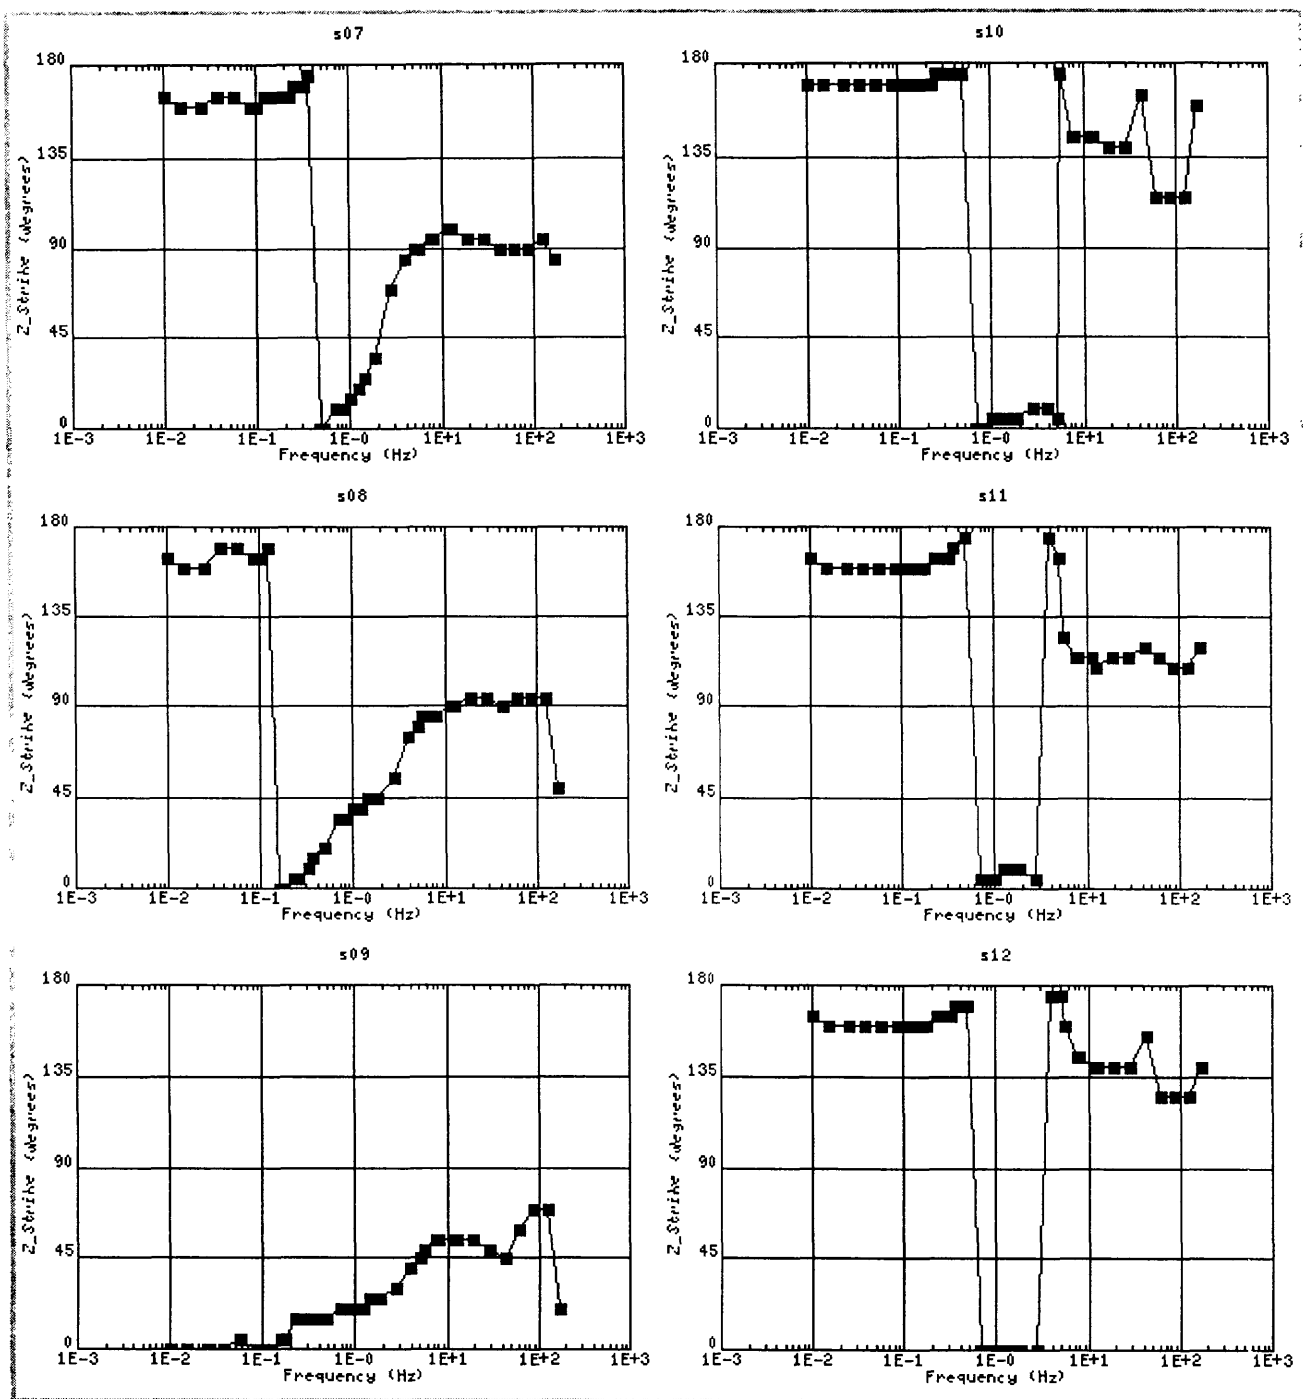 s07
180
135
90
45
0
Z_Strike (degrees)
1E-3 1E-2 1E-1 1E-0 1E+1 1E+2 1E+3
Frequency (Hz)
s10
180
135
90
45
0
Z_Strike (degrees)
1E-3 1E-2 1E-1 1E-0 1E+1 1E+2 1E+3
Frequency (Hz)
s08
180
135
90
45
0
Z_Strike (degrees)
1E-3 1E-2 1E-1 1E-0 1E+1 1E+2 1E+3
Frequency (Hz)
s11
180
135
90
45
0
Z_Strike (degrees)
1E-3 1E-2 1E-1 1E-0 1E+1 1E+2 1E+3
Frequency (Hz)
s09
180
135
90
45
0
Z_Strike (degrees)
1E-3 1E-2 1E-1 1E-0 1E+1 1E+2 1E+3
Frequency (Hz)
s12
180
135
90
45
0
Z_Strike (degrees)
1E-3 1E-2 1E-1 1E-0 1E+1 1E+2 1E+3
Frequency (Hz)